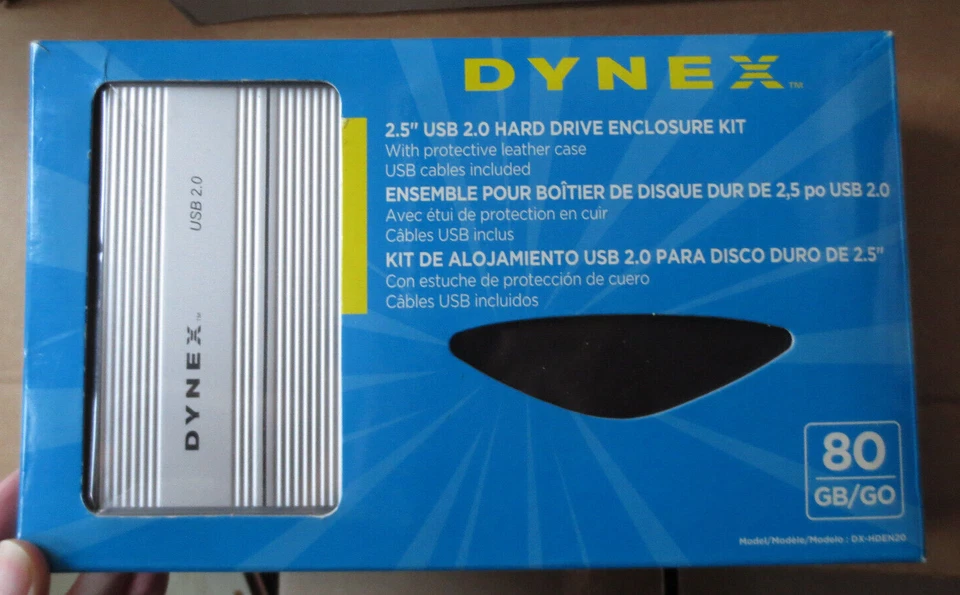 DYNEX™
2.5" USB 2.0 HARD DRIVE ENCLOSURE KIT
With protective leather case
USB cables included
ENSEMBLE POUR BOÎTIER DE DISQUE DUR DE 2,5 po USB 2.0
Avec étui de protection en cuir
Câbles USB inclus
KIT DE ALOJAMIENTO USB 2.0 PARA DISCO DURO DE 2.5"
Con estuche de protección de cuero
Câbles USB incluidos
USB 2.0
DYNEX™
80
GB/GO
Model/Modèle/Modelo : DX-HDEN20